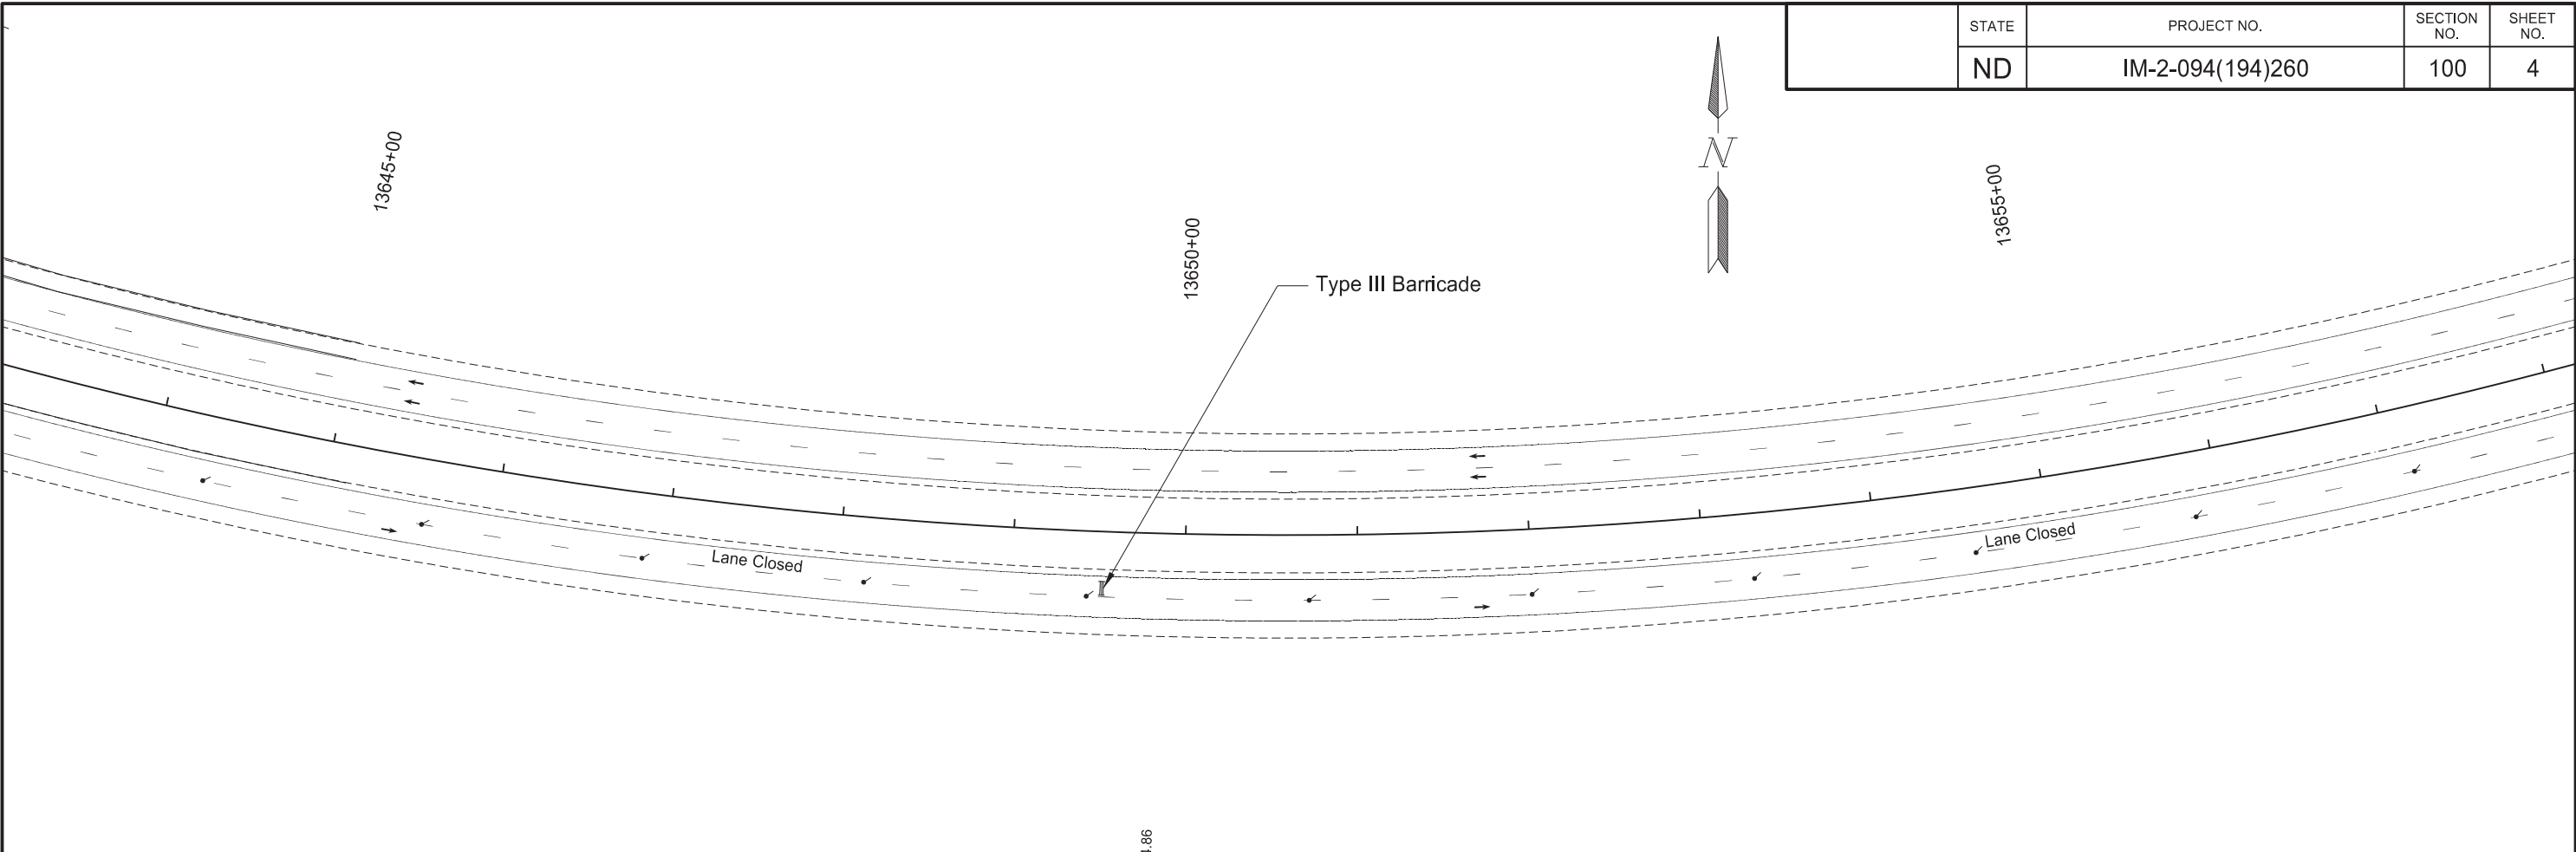 STATE
PROJECT NO.
SECTION NO.
SHEET NO.
ND
IM-2-094(194)260
100
4
N
13645+00
13650+00
13655+00
Type III Barricade
Lane Closed
Lane Closed